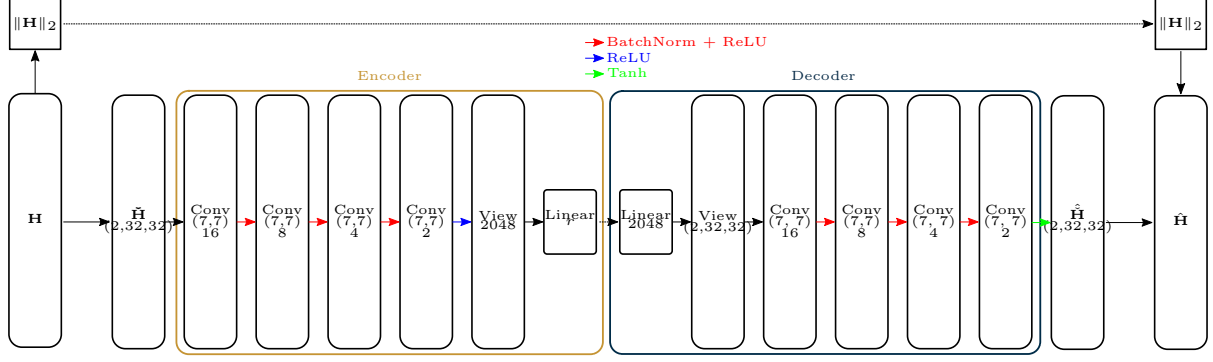 ‖H‖₂
‖H‖₂
BatchNorm + ReLU
ReLU
Tanh
Encoder
Decoder
H
Ȟ
(2,32,32)
Conv
(7,7)
16
Conv
(7,7)
8
Conv
(7,7)
4
Conv
(7,7)
2
View
2048
Linear
r
Linear
2048
View
(2,32,32)
Conv
(7, 7)
16
Conv
(7,7)
8
Conv
(7, 7)
4
Conv
(7, 7)
2
Ȟ̂
(2,32,32)
Ĥ